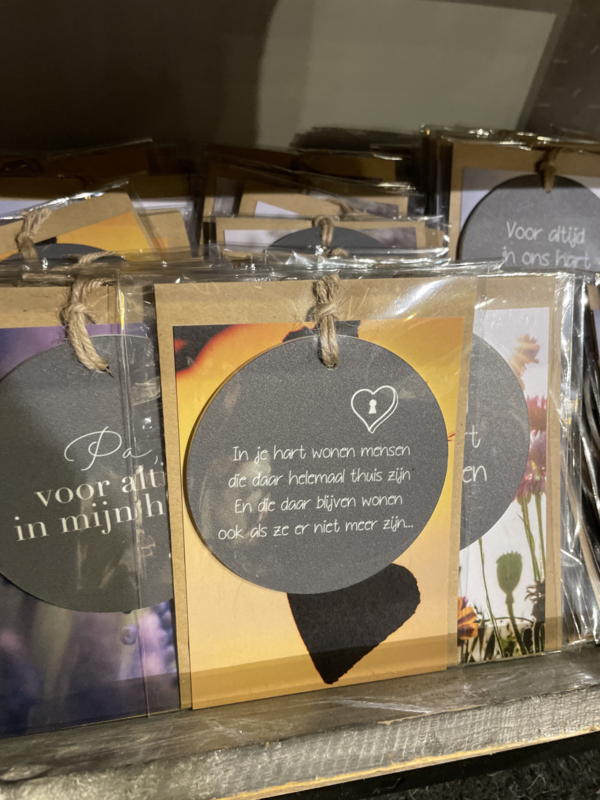 Voor altijd
in ons hart
Pa,
voor alt
in mijn h
In je hart wonen mensen
die daar helemaal thuis zijn
En die daar blijven wonen
ook als ze er niet meer zijn...
t
en